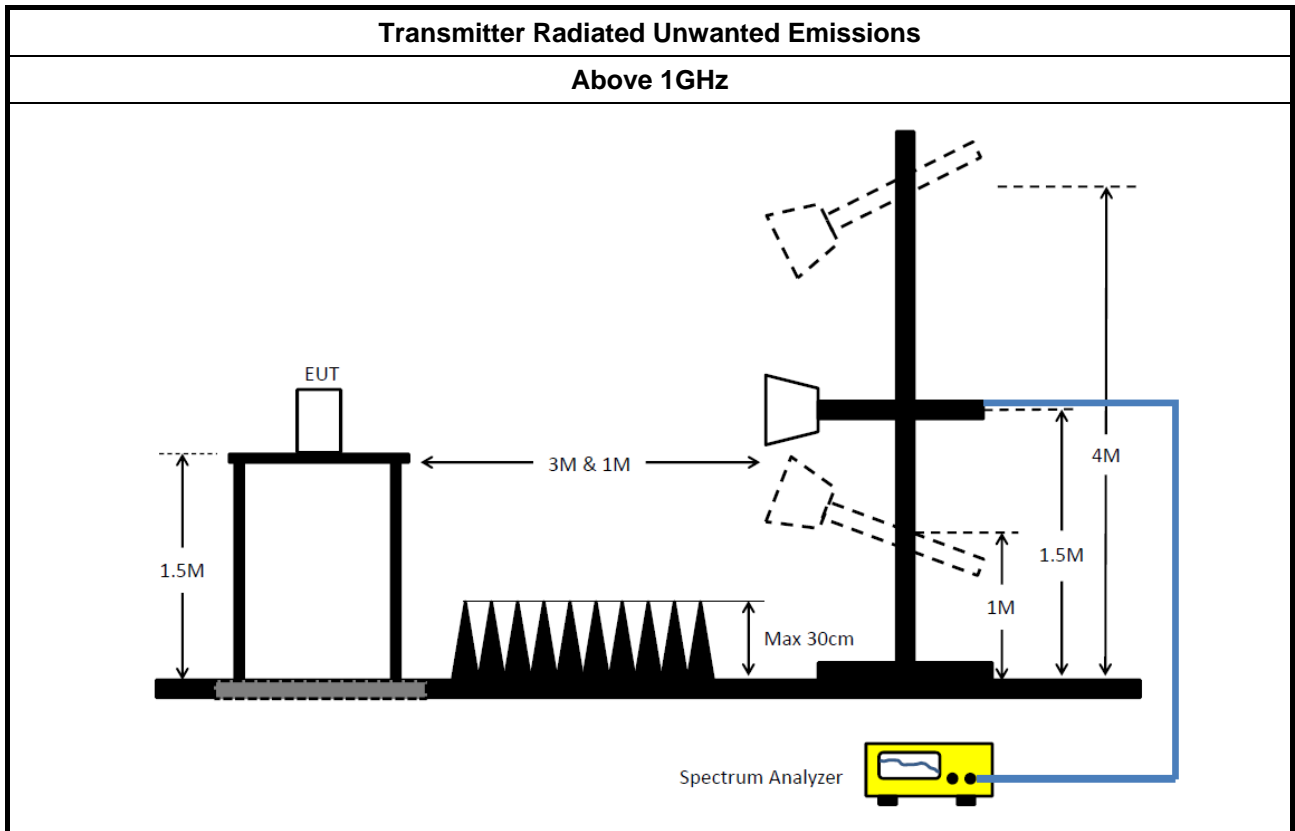 Transmitter Radiated Unwanted Emissions
Above 1GHz
EUT
3M & 1M
4M
1.5M
1.5M
1M
Max 30cm
Spectrum Analyzer